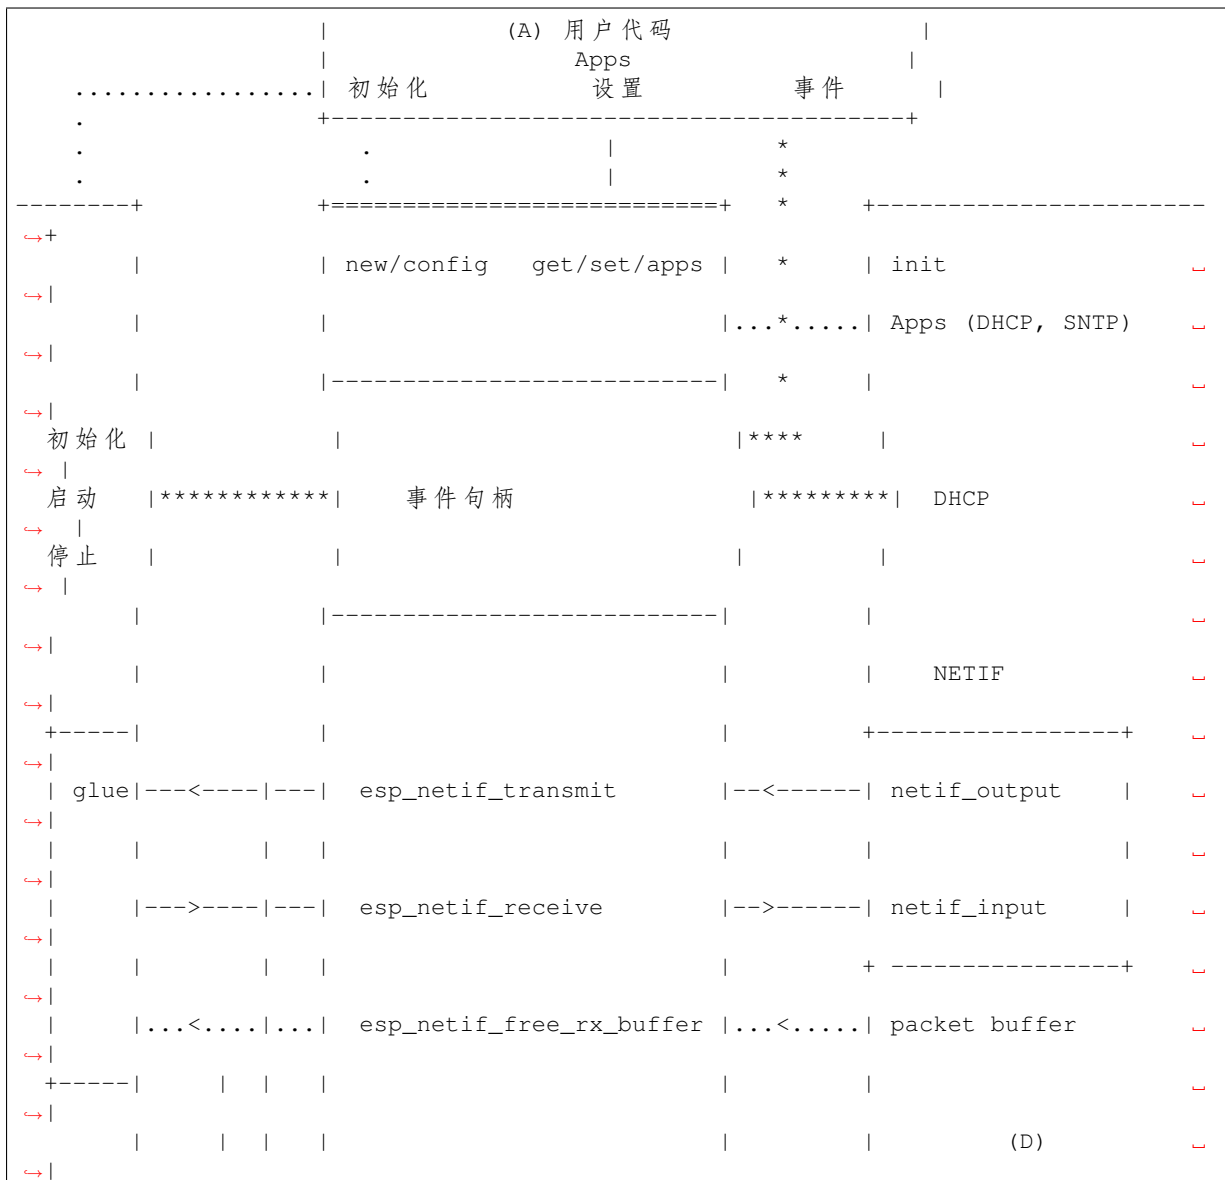 | (A) 用户代码 |
| Apps |
.................| 初始化 设置 事件 |
. +----------------------------------------+
. . | *
. . | *
--------+ +===========================+ * +-----------------------
↪+
| | new/config get/set/apps | * | init ␣
↪|
| | |...*.....| Apps (DHCP, SNTP) ␣
↪|
| |---------------------------| * | ␣
↪|
初始化 | | |**** | ␣
↪ |
启动 |************| 事件句柄 |*********| DHCP ␣
↪ |
停止 | | | | ␣
↪ |
| |---------------------------| | ␣
↪|
| | | | NETIF ␣
↪|
+-----| | | +-----------------+ ␣
↪|
| glue|---<----|---| esp_netif_transmit |--<------| netif_output | ␣
↪|
| | | | | | | ␣
↪|
| |--->----|---| esp_netif_receive |-->------| netif_input | ␣
↪|
| | | | | + ----------------+ ␣
↪|
| |...<....|...| esp_netif_free_rx_buffer |...<.....| packet buffer ␣
↪|
+-----| | | | | | ␣
↪|
| | | | | | (D) ␣
↪|